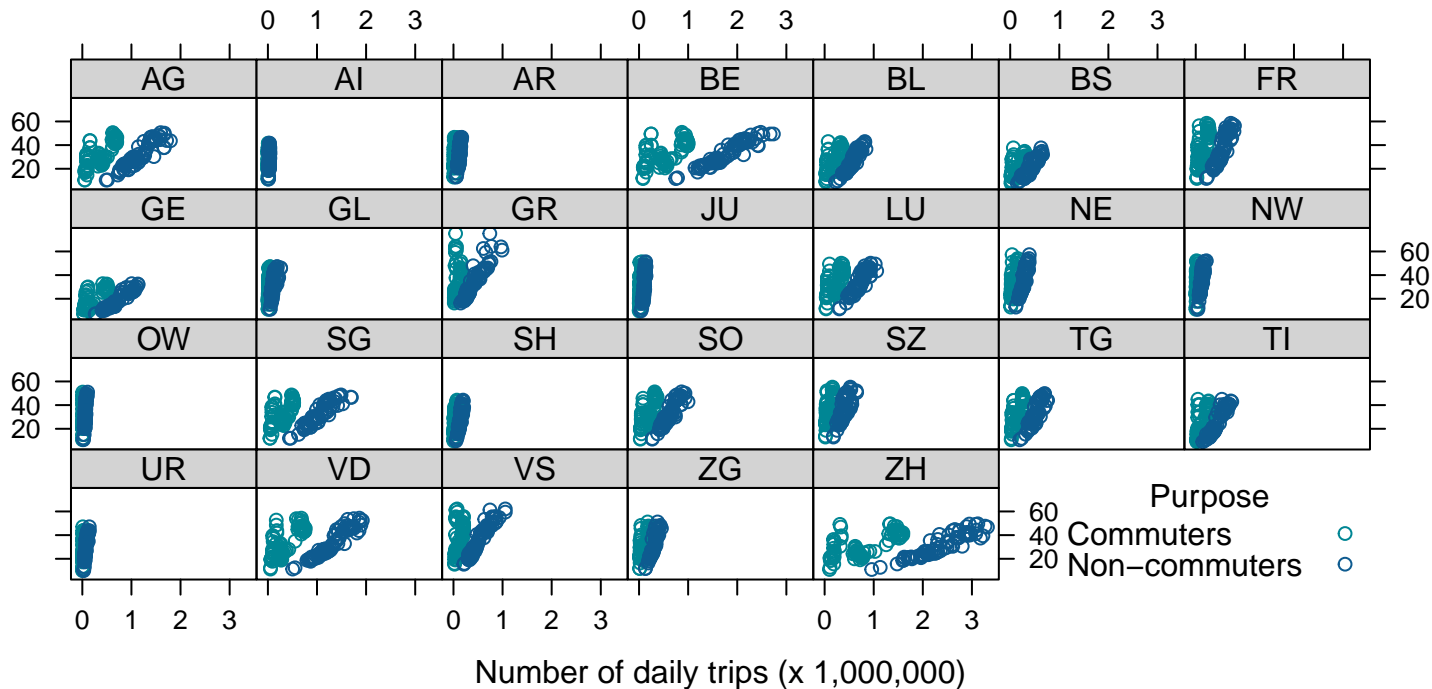 0 1 2 3 0 1 2 3 0 1 2 3
AG AI AR BE BL BS FR
60
40
20
GE GL GR JU LU NE NW
60
40
20
OW SG SH SO SZ TG TI
60
40
20
UR VD VS ZG ZH
60
40
20
Purpose
Commuters
Non−commuters
0 1 2 3 0 1 2 3 0 1 2 3
Number of daily trips (x 1,000,000)